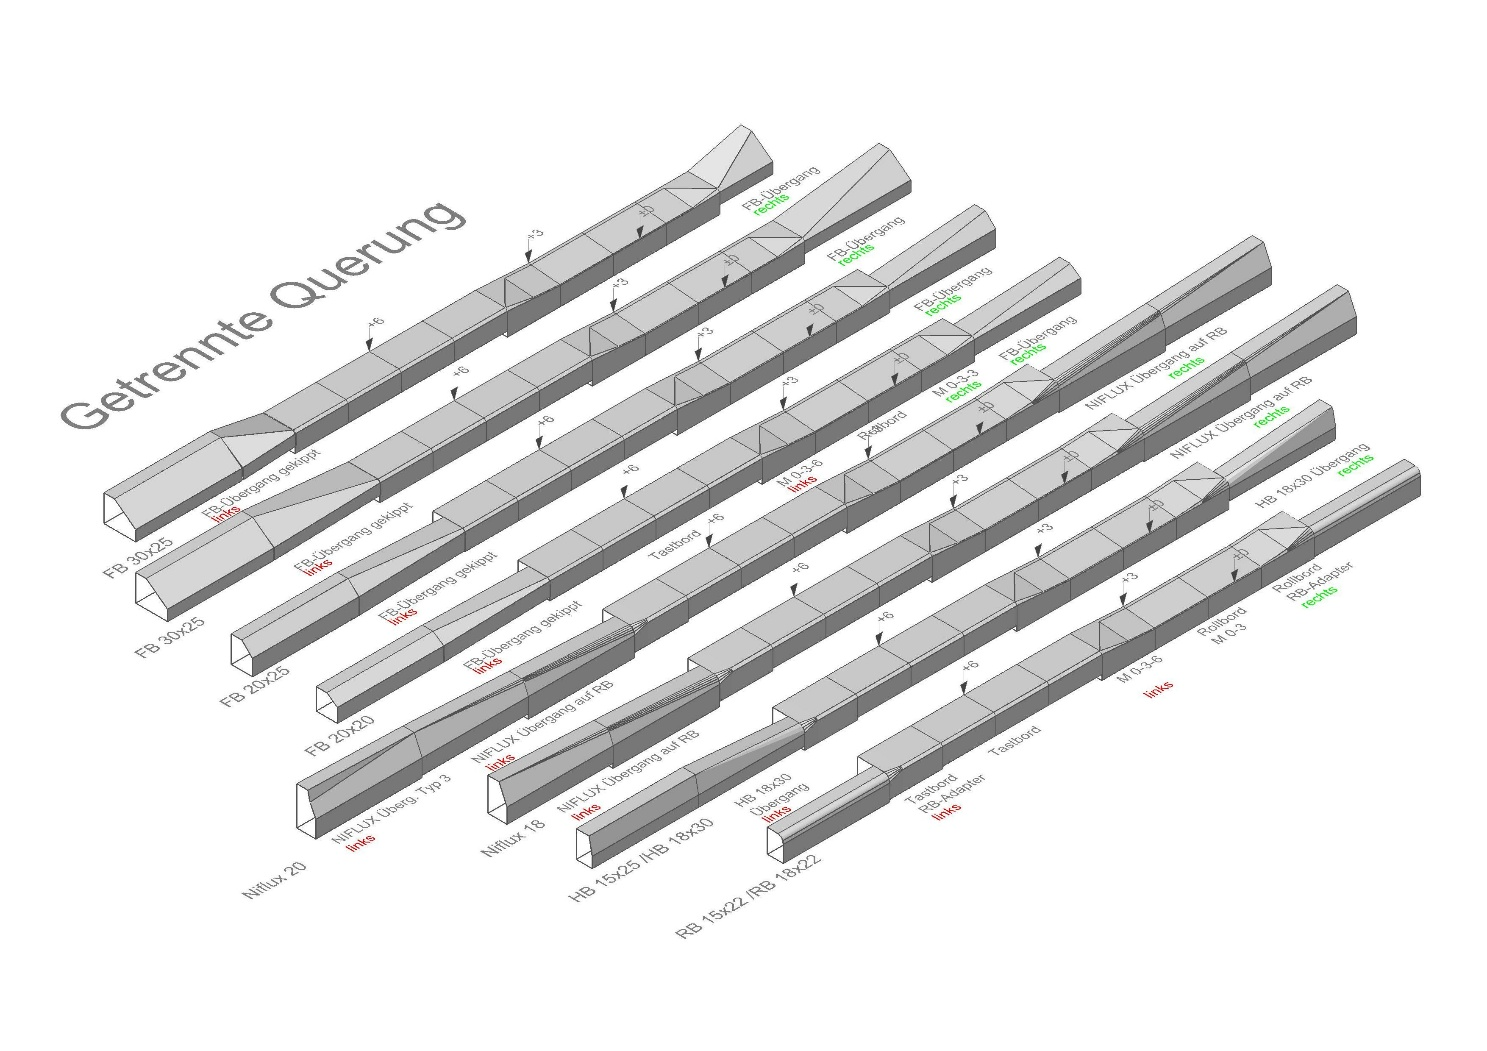 Getrennte Querung
+6
+3
±0
FB-Übergang
rechts
FB-Übergang gekippt
links
FB 30x25
+6
+3
±0
FB-Übergang
rechts
FB-Übergang gekippt
links
FB 30x25
+6
+3
±0
FB-Übergang
rechts
FB-Übergang gekippt
links
FB 20x25
+6
+3
±0
FB-Übergang
rechts
FB-Übergang gekippt
links
FB 20x20
Tastbord
+6
M 0-3-6
links
±0
M 0-3-3
rechts
NIFLUX Übergang auf RB
rechts
NIFLUX Übergang auf RB
links
NIFLUX Überg. Typ 3
links
Niflux 20
+6
+3
±0
NIFLUX Übergang auf RB
rechts
NIFLUX Übergang auf RB
links
Niflux 18
+6
+3
±0
HB 18x30 Übergang
rechts
HB 18x30
Übergang
links
HB 15x25 /HB 18x30
+6
+3
±0
Rollbord
RB-Adapter
rechts
Rollbord
M 0-3
M 0-3-6
links
Tastbord
Tastbord
RB-Adapter
links
RB 15x22 /RB 18x22